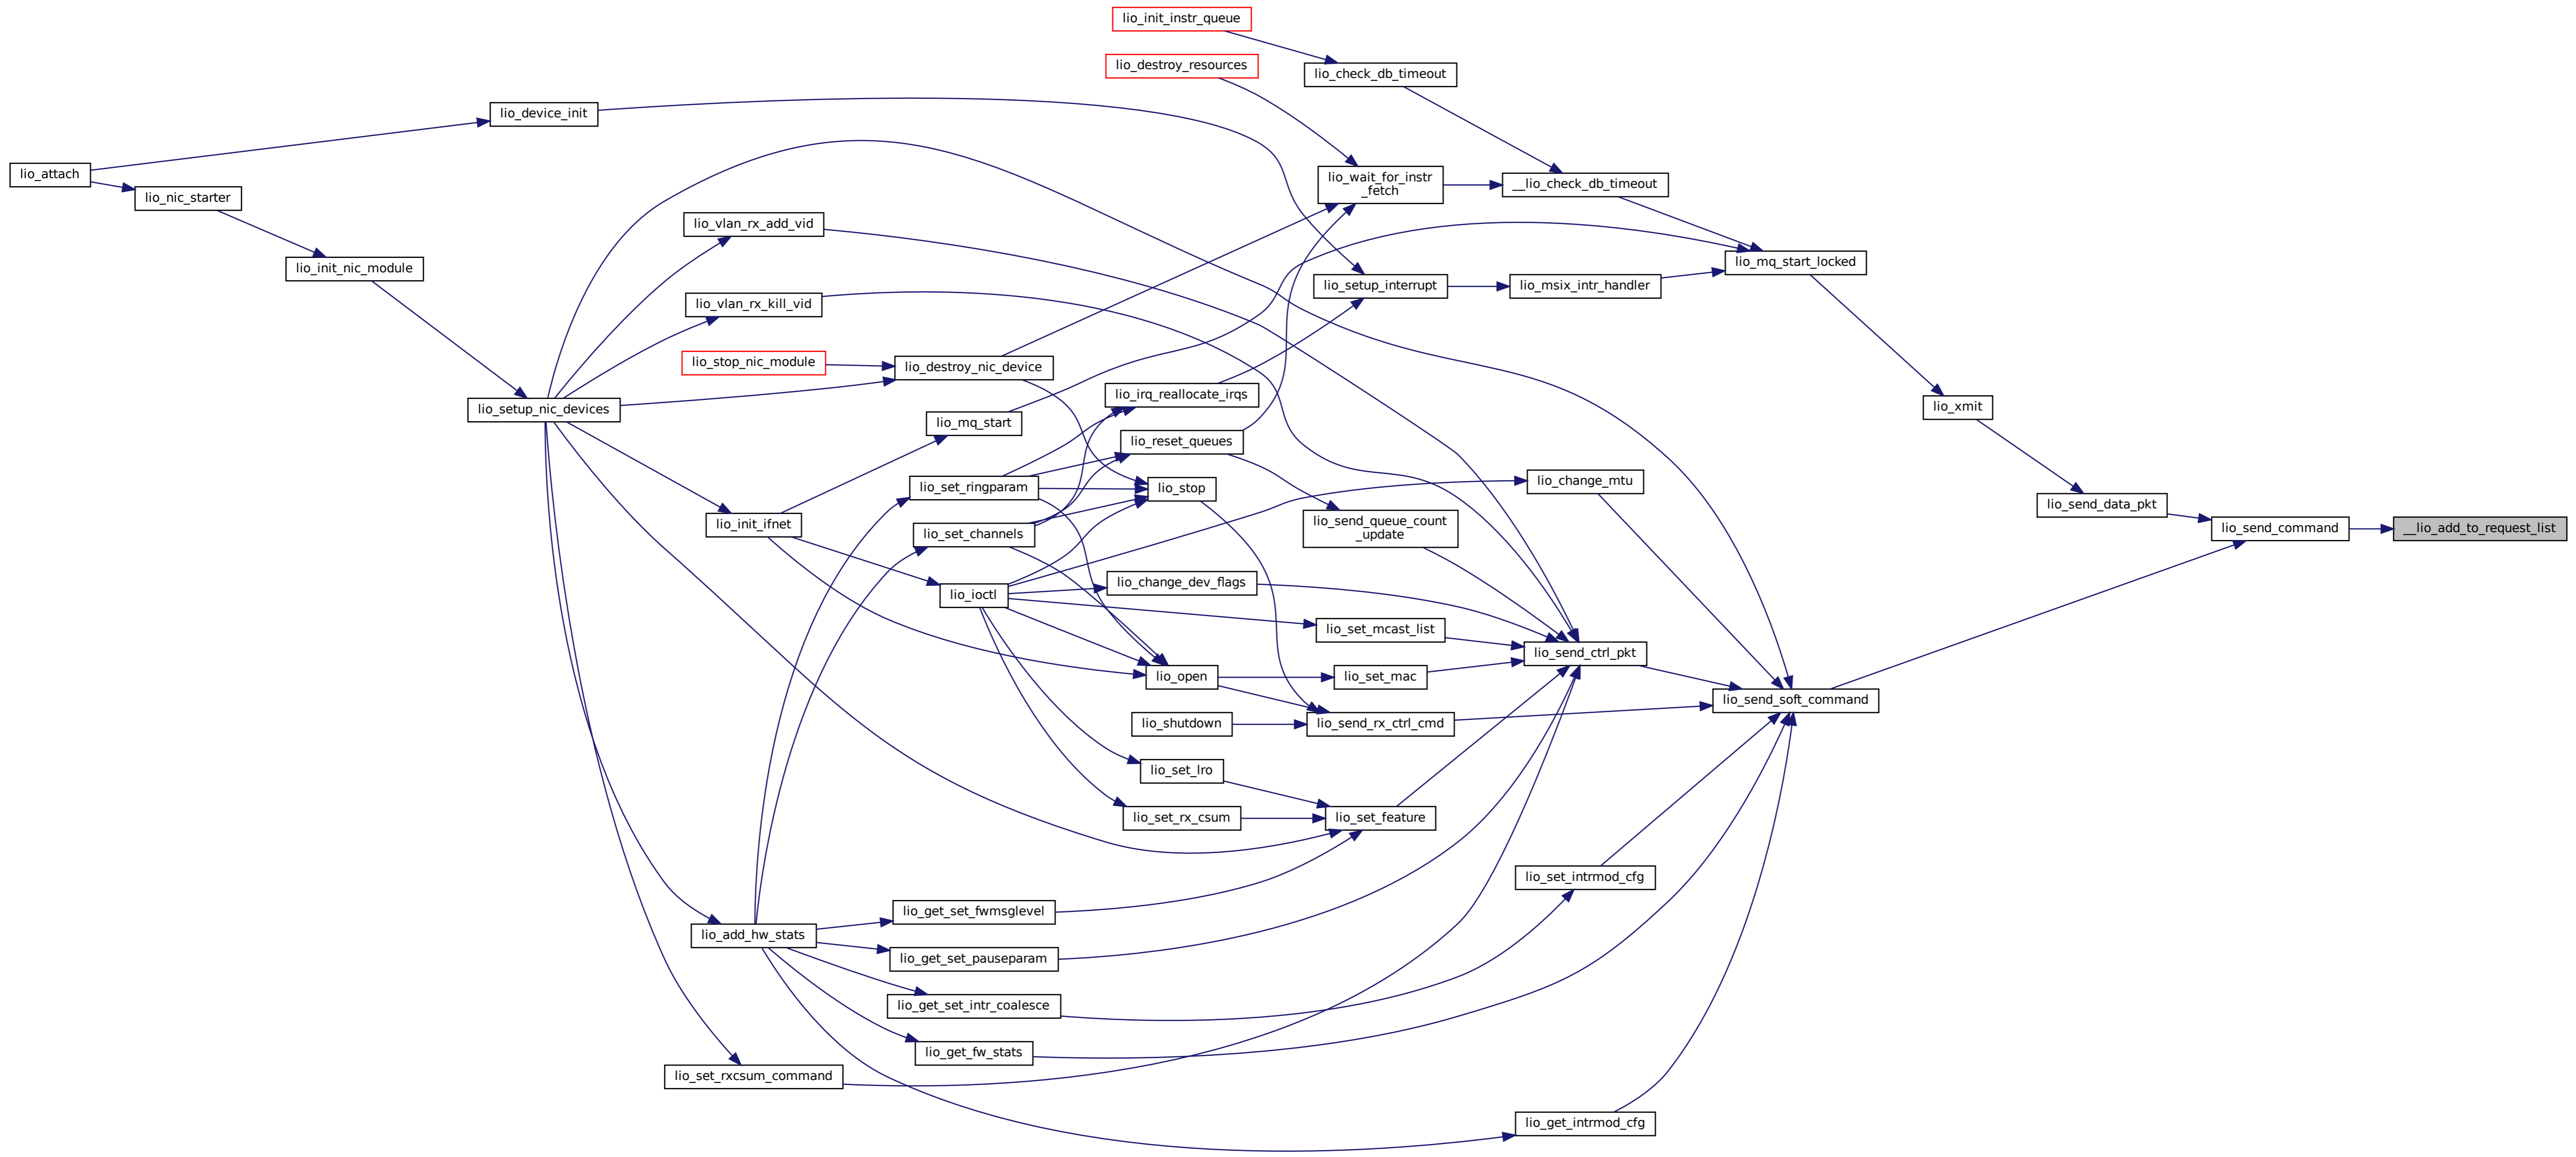 lio_init_instr_queue
lio_destroy_resources
lio_check_db_timeout
lio_device_init
lio_attach
lio_nic_starter
lio_wait_for_instr
_fetch
__lio_check_db_timeout
lio_vlan_rx_add_vid
lio_init_nic_module
lio_mq_start_locked
lio_setup_interrupt
lio_msix_intr_handler
lio_vlan_rx_kill_vid
lio_stop_nic_module
lio_destroy_nic_device
lio_irq_reallocate_irqs
lio_setup_nic_devices
lio_xmit
lio_mq_start
lio_reset_queues
lio_set_ringparam
lio_stop
lio_change_mtu
lio_send_data_pkt
lio_init_ifnet
lio_set_channels
lio_send_queue_count
_update
lio_send_command
__lio_add_to_request_list
lio_ioctl
lio_change_dev_flags
lio_set_mcast_list
lio_send_ctrl_pkt
lio_open
lio_set_mac
lio_send_soft_command
lio_shutdown
lio_send_rx_ctrl_cmd
lio_set_lro
lio_set_rx_csum
lio_set_feature
lio_set_intrmod_cfg
lio_get_set_fwmsglevel
lio_add_hw_stats
lio_get_set_pauseparam
lio_get_set_intr_coalesce
lio_get_fw_stats
lio_set_rxcsum_command
lio_get_intrmod_cfg